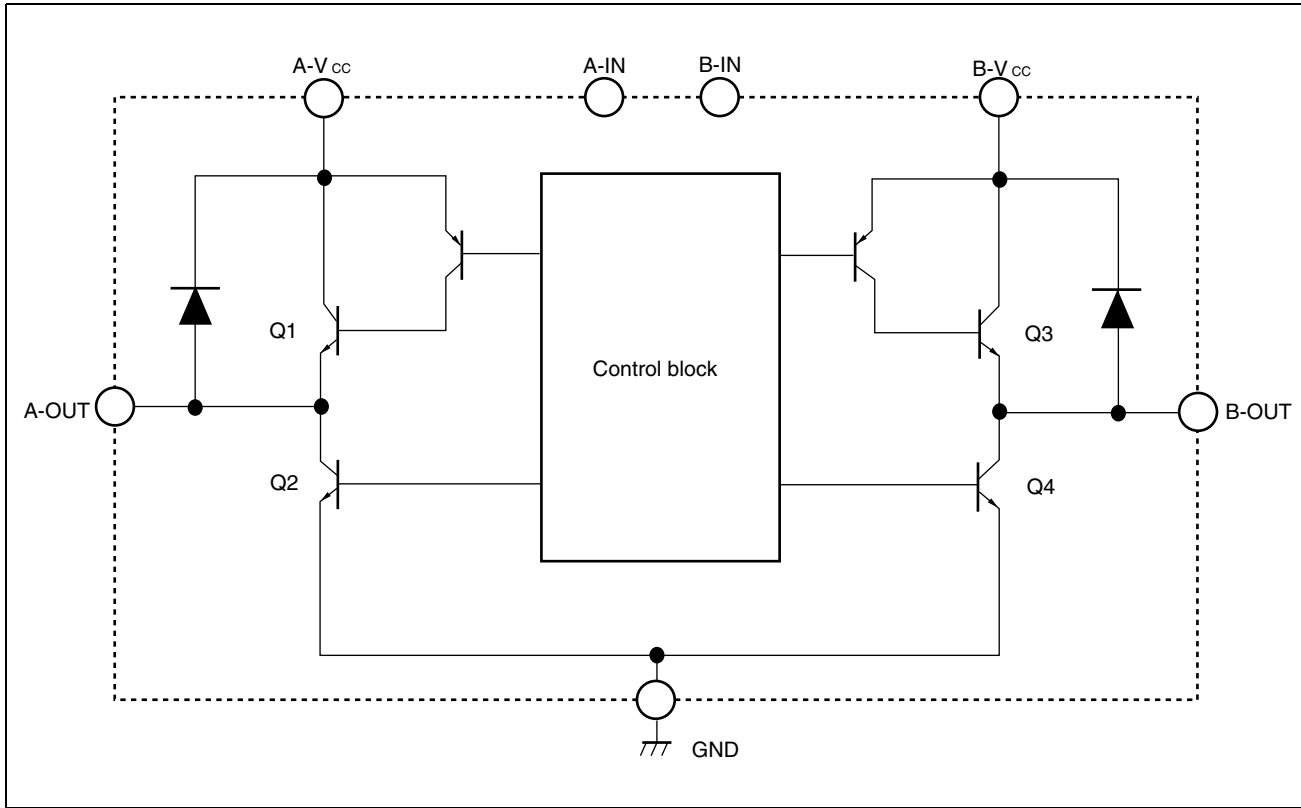 A-VCC
A-IN
B-IN
B-VCC
Q1
Q3
Control block
A-OUT
B-OUT
Q2
Q4
GND